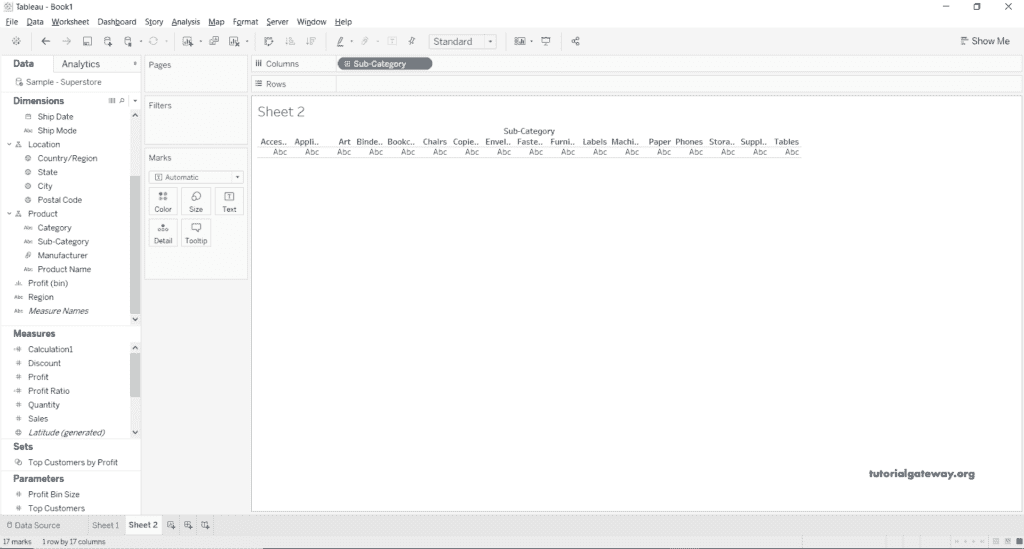 Tableau - Book1
File Data Worksheet Dashboard Story Analysis Map Format Server Window Help
Standard
Show Me
Data Analytics
Sample - Superstore
Dimensions
Ship Date
Abc Ship Mode
Location
Country/Region
State
City
Postal Code
Product
Abc Category
Abc Sub-Category
Manufacturer
Abc Product Name
Profit (bin)
Abc Region
Abc Measure Names
Measures
=# Calculation1
# Discount
# Profit
=# Profit Ratio
# Quantity
# Sales
Latitude (generated)
Sets
Top Customers by Profit
Parameters
# Profit Bin Size
# Top Customers
Pages
Filters
Marks
Automatic
Color Size Text
Detail Tooltip
Columns
Sub-Category
Rows
Sheet 2
Sub-Category
Acces.. Appli.. Art Binde.. Bookc.. Chairs Copie.. Envel.. Faste.. Furni.. Labels Machi.. Paper Phones Stora.. Suppl.. Tables
Abc Abc Abc Abc Abc Abc Abc Abc Abc Abc Abc Abc Abc Abc Abc Abc Abc
tutorialgateway.org
Data Source Sheet 1 Sheet 2
17 marks 1 row by 17 columns